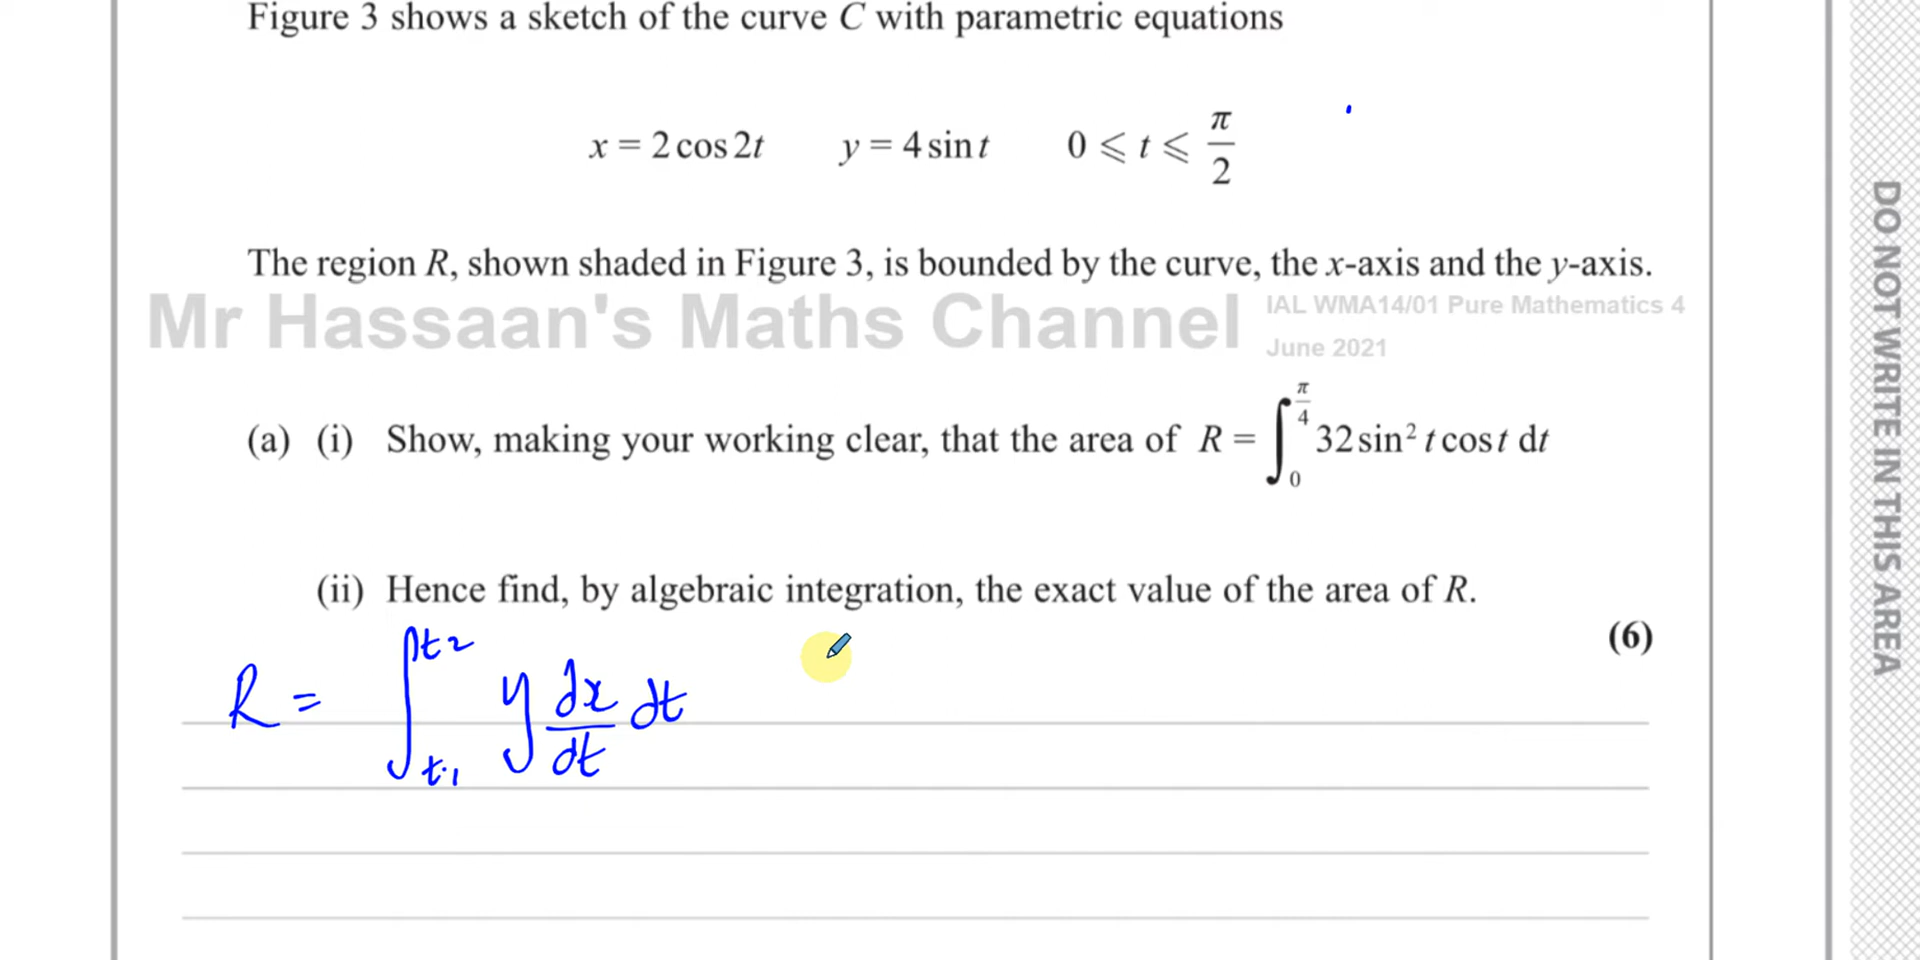 Figure 3 shows a sketch of the curve C with parametric equations
x = 2 cos 2t y = 4 sin t 0 ⩽ t ⩽ π/2
The region R, shown shaded in Figure 3, is bounded by the curve, the x-axis and the y-axis.
Mr Hassaan's Maths Channel
IAL WMA14/01 Pure Mathematics 4
June 2021
(a) (i) Show, making your working clear, that the area of R = ∫₀^(π/4) 32 sin² t cos t dt
(ii) Hence find, by algebraic integration, the exact value of the area of R.
(6)
R = ∫_t1^t2 y dx/dt dt
DO NOT WRITE IN THIS AREA